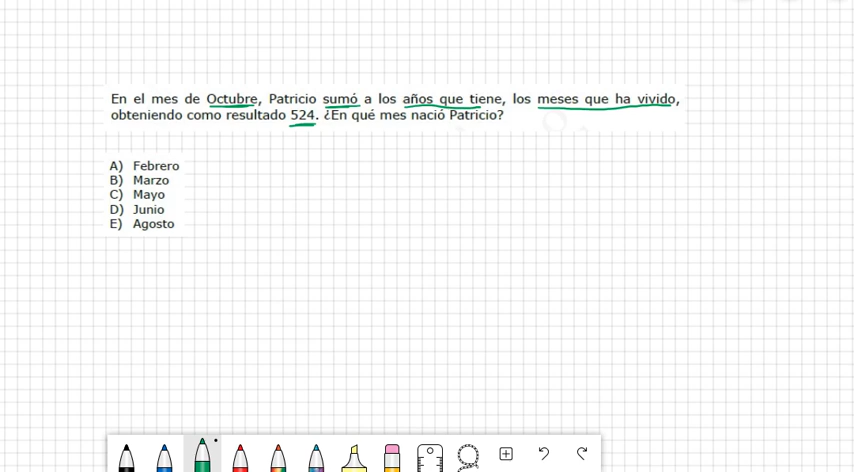 En el mes de Octubre, Patricio sumó a los años que tiene, los meses que ha vivido,
obteniendo como resultado 524. ¿En qué mes nació Patricio?
A) Febrero
B) Marzo
C) Mayo
D) Junio
E) Agosto